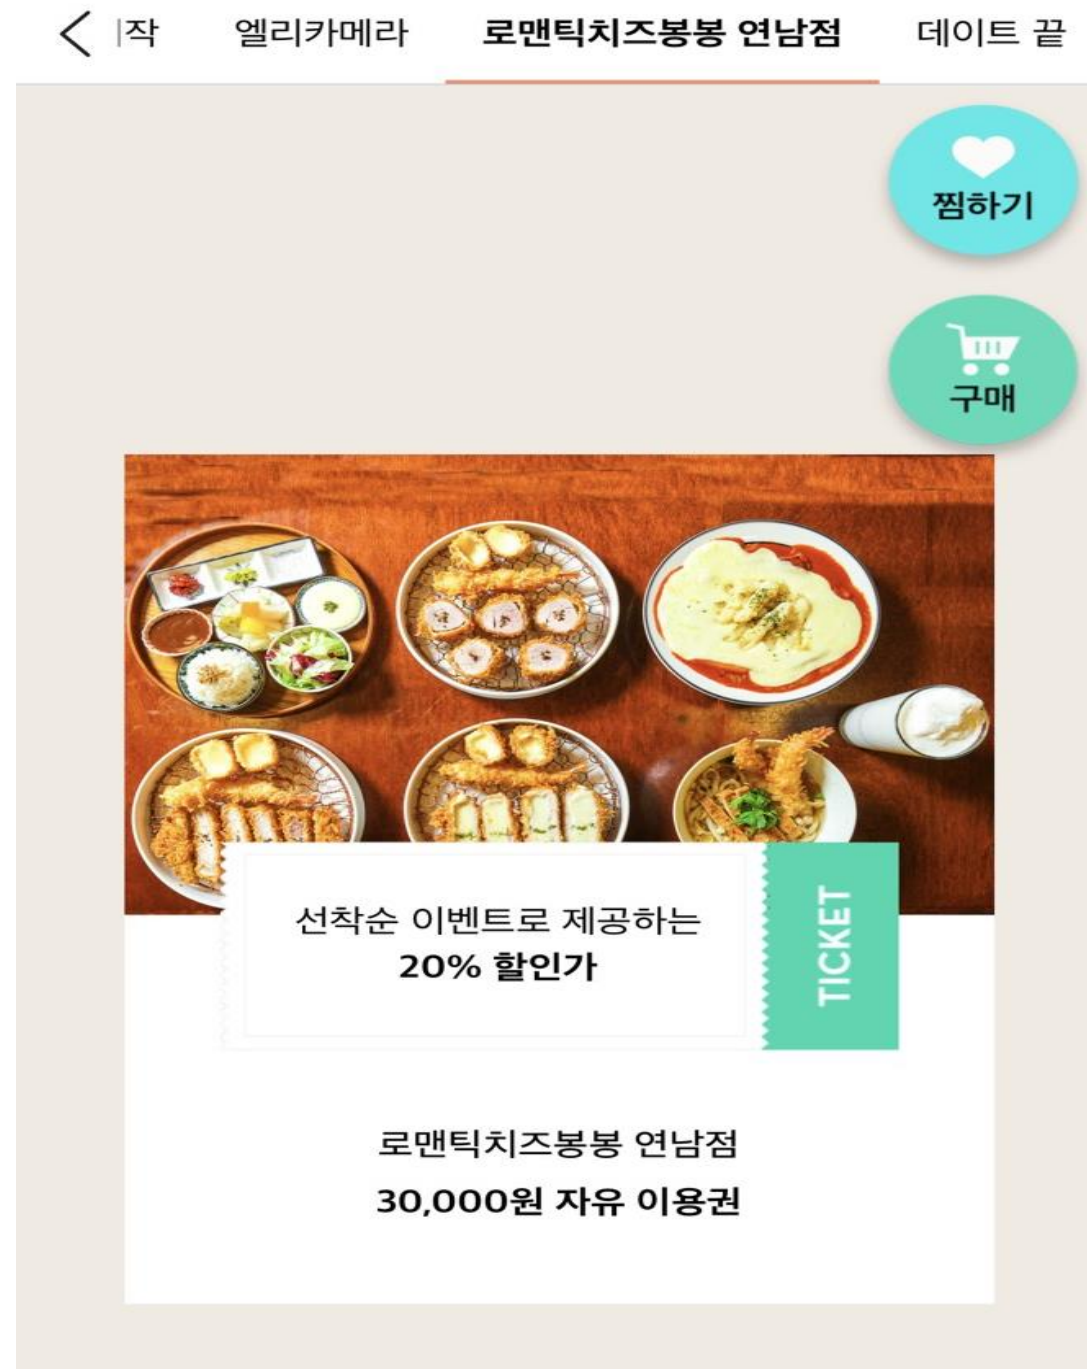 작 엘리카메라 로맨틱치즈봉봉 연남점 데이트 끝
찜하기
구매
선착순 이벤트로 제공하는
20% 할인가
TICKET
로맨틱치즈봉봉 연남점
30,000원 자유 이용권